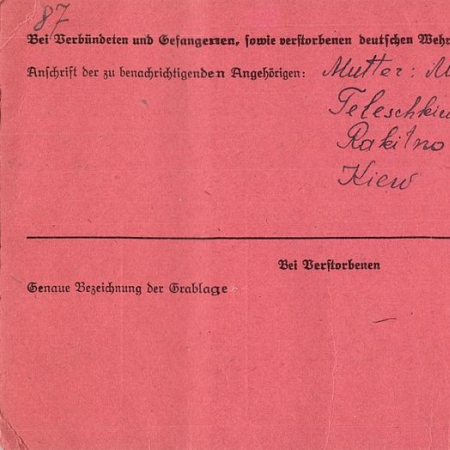 87
Bei Verbündeten und Gefangenen, sowie verstorbenen deutschen Wehr
Anschrift der zu benachrichtigenden Angehörigen: Mutter: M
Teleschkiw
Rakitno
Kiew
Bei Verstorbenen
Genaue Bezeichnung der Grablage
—